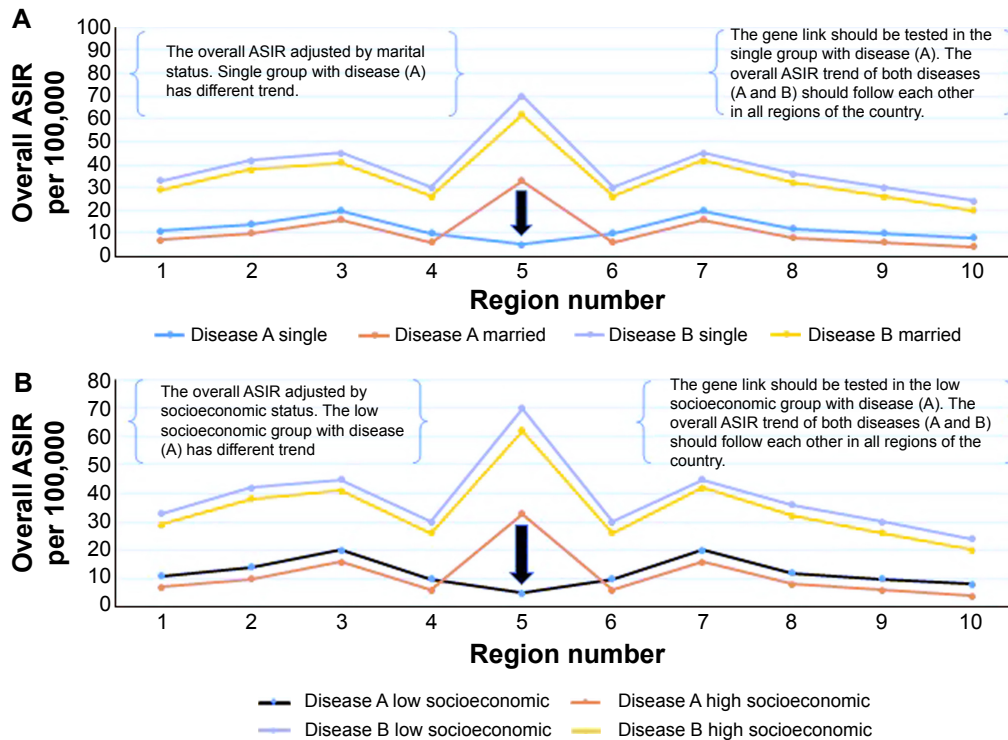 A
Overall ASIR
per 100,000
100
90
80
70
60
50
40
30
20
10
0
The overall ASIR adjusted by marital
status. Single group with disease (A)
has different trend.
The gene link should be tested in the
single group with disease (A). The
overall ASIR trend of both diseases
(A and B) should follow each other
in all regions of the country.
1 2 3 4 5 6 7 8 9 10
Region number
Disease A single Disease A married Disease B single Disease B married
B
Overall ASIR
per 100,000
80
70
60
50
40
30
20
10
0
The overall ASIR adjusted by
socioeconomic status. The low
socioeconomic group with disease
(A) has different trend
The gene link should be tested in the low
socioeconomic group with disease (A). The
overall ASIR trend of both diseases (A and B)
should follow each other in all regions of the
country.
1 2 3 4 5 6 7 8 9 10
Region number
Disease A low socioeconomic Disease A high socioeconomic
Disease B low socioeconomic Disease B high socioeconomic